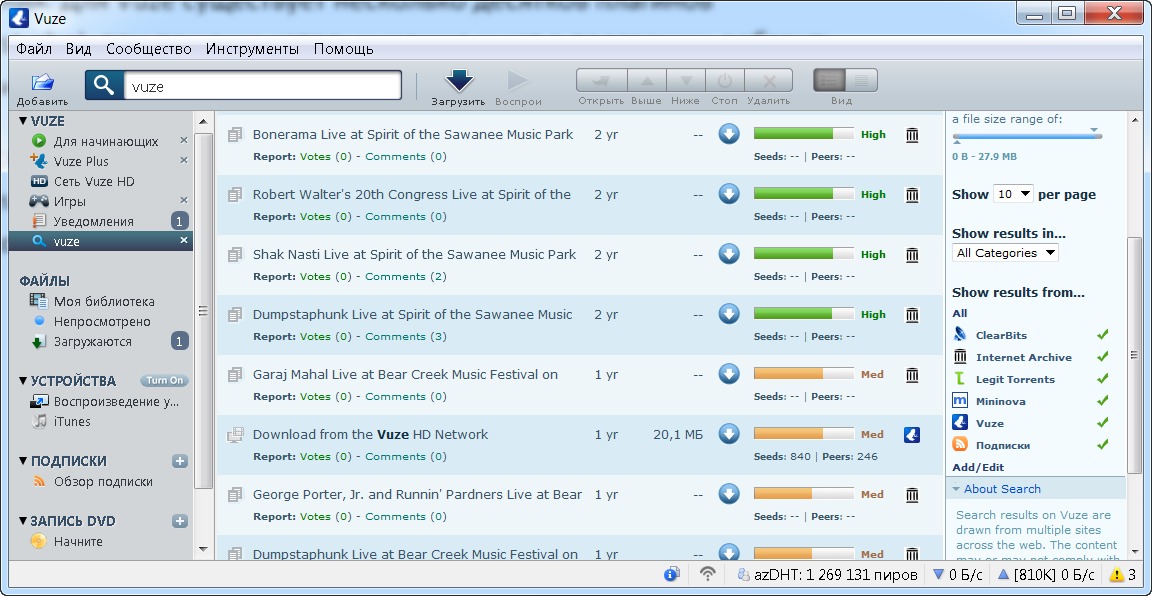 Vuze
Файл Вид Сообщество Инструменты Помощь
Добавить
vuze
Загрузить Воспрои
Открыть Выше Ниже Стоп Удалить
Вид
VUZE
Для начинающих
Vuze Plus
Сеть Vuze HD
Игры
Уведомления 1
vuze
ФАЙЛЫ
Моя библиотека
Непросмотрено
Загружаются 1
УСТРОЙСТВА Turn On
Воспроизведение у...
iTunes
ПОДПИСКИ
Обзор подписки
ЗАПИСЬ DVD
Начните
Bonerama Live at Spirit of the Sawanee Music Park 2 yr -- High
Report: Votes (0) - Comments (0) Seeds: -- | Peers: --
Robert Walter's 20th Congress Live at Spirit of the 2 yr -- High
Report: Votes (0) - Comments (0) Seeds: -- | Peers: --
Shak Nasti Live at Spirit of the Sawanee Music Park 2 yr -- High
Report: Votes (0) - Comments (2) Seeds: -- | Peers: --
Dumpstaphunk Live at Spirit of the Sawanee Music 2 yr -- High
Report: Votes (0) - Comments (3) Seeds: -- | Peers: --
Garaj Mahal Live at Bear Creek Music Festival on 1 yr -- Med
Report: Votes (0) - Comments (0) Seeds: -- | Peers: --
Download from the Vuze HD Network 1 yr 20,1 МБ Med
Report: Votes (0) - Comments (0) Seeds: 840 | Peers: 246
George Porter, Jr. and Runnin' Pardners Live at Bear 1 yr -- Med
Report: Votes (0) - Comments (0) Seeds: -- | Peers: --
Dumpstaphunk Live at Bear Creek Music Festival on 1 yr -- Med
a file size range of:
0 B - 27.9 MB
Show 10 per page
Show results in...
All Categories
Show results from...
All
ClearBits
Internet Archive
Legit Torrents
Mininova
Vuze
Подписки
Add/Edit
About Search
Search results on Vuze are
drawn from multiple sites
across the web. The content
may or may not comply with
azDHT: 1 269 131 пиров 0 Б/с [810K] 0 Б/с 3